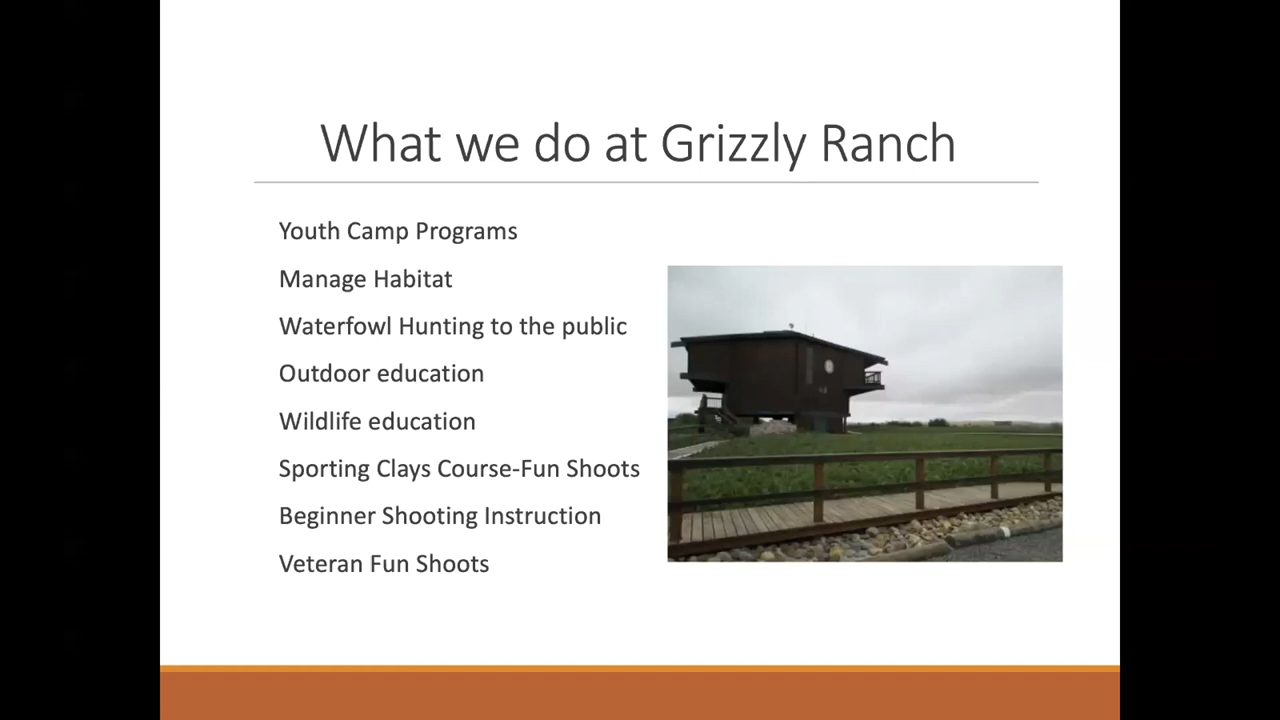 What we do at Grizzly Ranch
Youth Camp Programs
Manage Habitat
Waterfowl Hunting to the public
Outdoor education
Wildlife education
Sporting Clays Course-Fun Shoots
Beginner Shooting Instruction
Veteran Fun Shoots